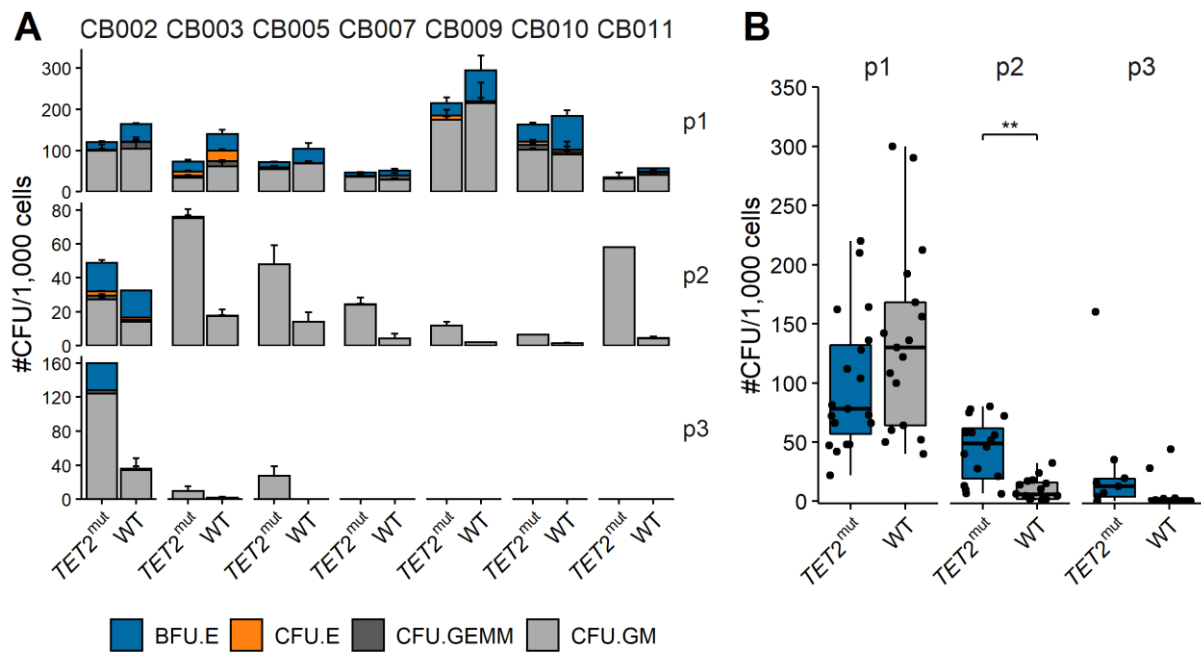 A
CB002 CB003 CB005 CB007 CB009 CB010 CB011
#CFU/1,000 cells
300
200
100
0
p1
80
60
40
20
0
p2
160
120
80
40
0
p3
TET2mut WT TET2mut WT TET2mut WT TET2mut WT TET2mut WT TET2mut WT TET2mut WT
BFU.E CFU.E CFU.GEMM CFU.GM
B
p1 p2 p3
#CFU/1,000 cells
350
300
250
200
150
100
50
0
**
TET2mut WT TET2mut WT TET2mut WT